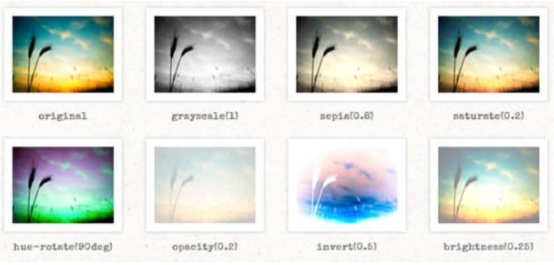 original
grayscale(1)
sepia(0.8)
saturate(0.2)
hue-rotate(90deg)
opacity(0.2)
invert(0.5)
brightness(0.25)